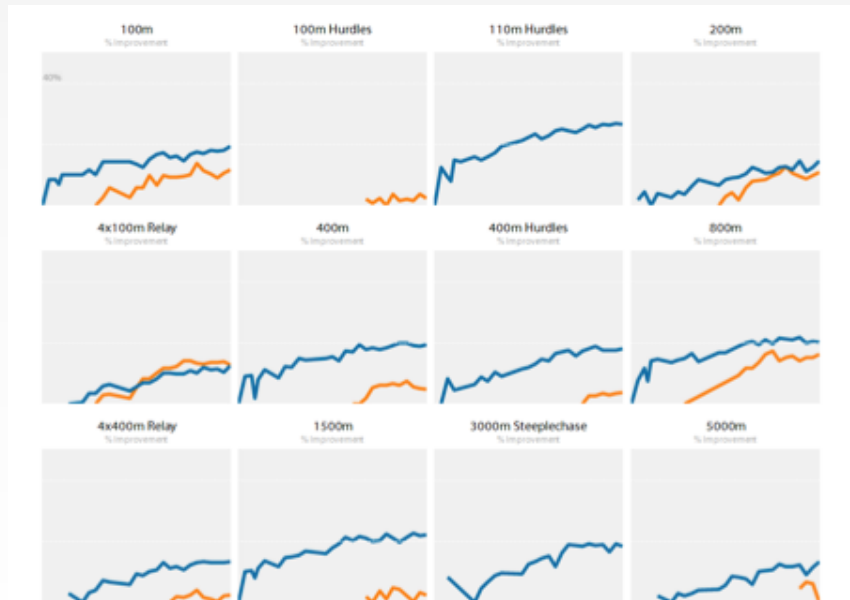 100m
% Improvement
100m Hurdles
% Improvement
110m Hurdles
% Improvement
200m
% Improvement
40%
4x100m Relay
% Improvement
400m
% Improvement
400m Hurdles
% Improvement
800m
% Improvement
4x400m Relay
% Improvement
1500m
% Improvement
3000m Steeplechase
% Improvement
5000m
% Improvement